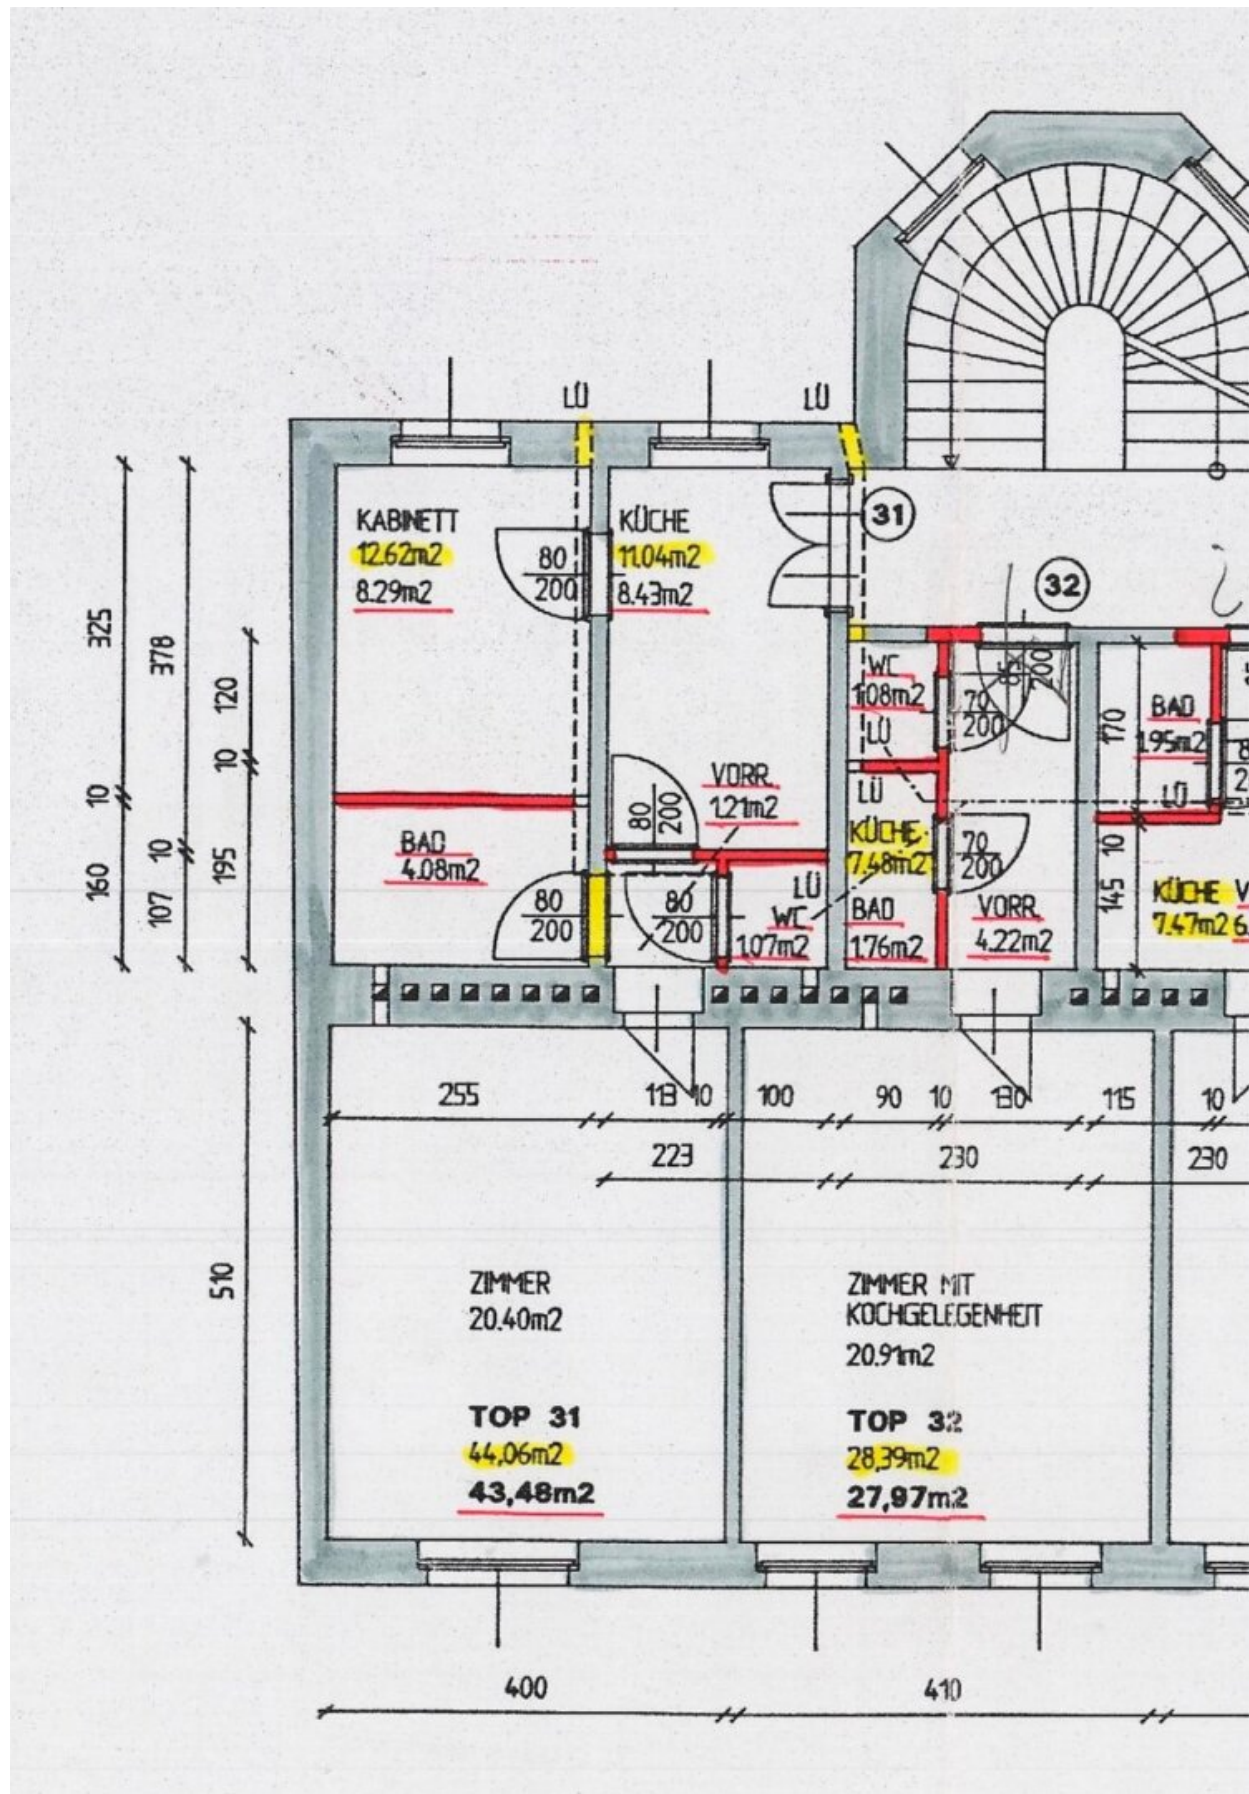 LÜ
LÜ
KABINETT
12.62m2
8.29m2
80
200
KÜCHE
11.04m2
8.43m2
31
32
325
378
120
10
10
10
160
107
195
WC
1.08m2
70
200
85
200
LÜ
170
BAD
1.95m2
LÜ
VORR.
1.21m2
80
200
LÜ
KÜCHE
7.48m2
BAD
4.08m2
80
200
80
200
LÜ
WC
1.07m2
BAD
1.76m2
70
200
VORR.
4.22m2
10
145
KÜCHE
7.47m2
255
113
10
100
90
10
130
115
10
223
230
230
510
ZIMMER
20.40m2
TOP 31
44,06m2
43,48m2
ZIMMER MIT
KOCHGELEGENHEIT
20.91m2
TOP 32
28,39m2
27,97m2
400
410